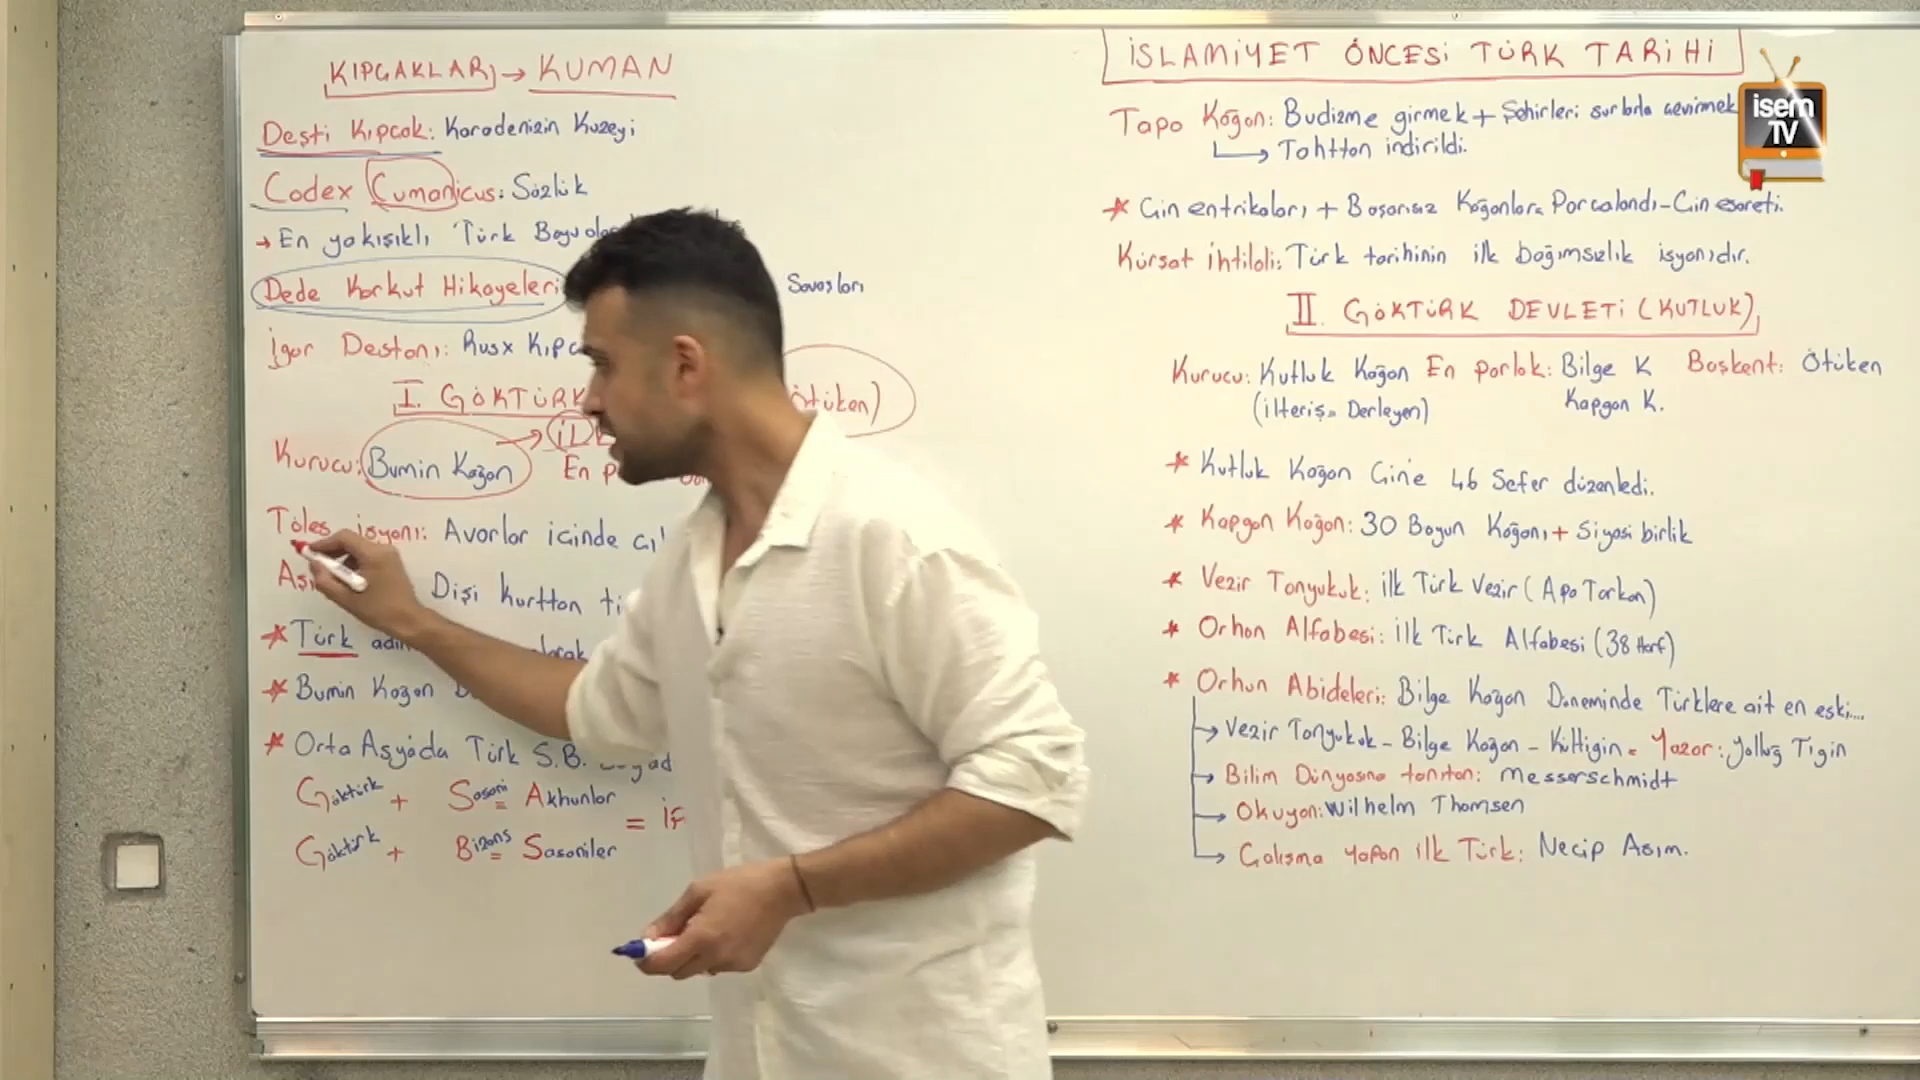 KIPÇAKLAR → KUMAN
Deşti Kıpçak: Karadenizin Kuzeyi
Codex Cumanicus: Sözlük
→ En yakışıklı Türk Boyu
Dede Korkut Hikayeleri
Savaşları
İgor Destanı: Rus x Kıpç
I. GÖKTÜRK
Ötüken)
Kurucu: Bumin Kağan → İL
En p
Töles isyanı: Avarlar içinde
Dişi kurttan
* Türk
* Bumin Kağan
* Orta Asya'da Türk S.B.
Göktürk + Sasani = Akhunlar
Göktürk + Bizans = Sasaniler
= İ
İSLAMİYET ÖNCESİ TÜRK TARİHİ
isem TV
Tapo Kağan: Budizme girmek + Şehirleri surlarla çevirmek
→ Tahttan indirildi.
* Çin entrikaları + Başarısız Kağanlar = Parçalandı - Çin esareti.
Kürşat İhtilali: Türk tarihinin ilk bağımsızlık isyanıdır.
II. GÖKTÜRK DEVLETİ (KUTLUK)
Kurucu: Kutluk Kağan En parlak: Bilge K Başkent: Ötüken
(ilteriş = Derleyen) Kapgan K.
* Kutluk Kağan Çine 46 Sefer düzenledi.
* Kapgan Kağan: 30 Boyun Kağanı + Siyasi birlik
* Vezir Tonyukuk: ilk Türk Vezir (Apa Tarkan)
* Orhon Alfabesi: İlk Türk Alfabesi (38 Harf)
* Orhun Abideleri: Bilge Kağan Döneminde Türklere ait en eski...
→ Vezir Tonyukuk - Bilge Kağan - Kültigin = Yazar: Yolluğ Tigin
→ Bilim Dünyasına tanıtan: Messerschmidt
→ Okuyan: Wilhelm Thomsen
→ Çalışma yapan ilk Türk: Necip Asım.